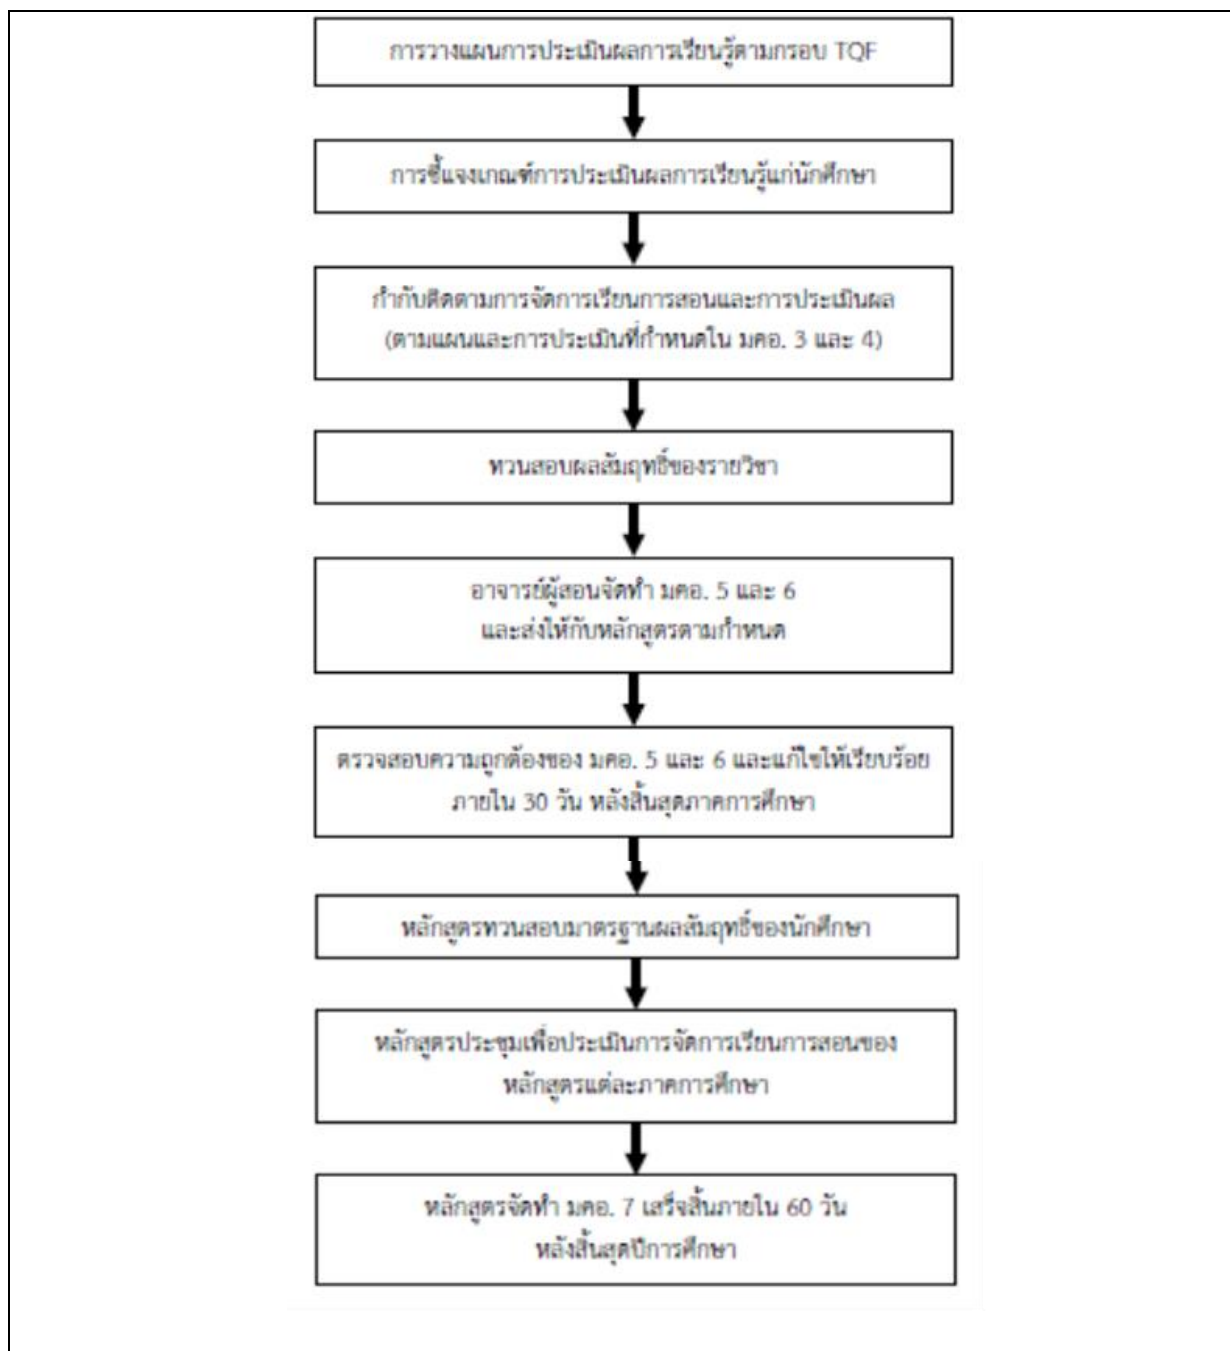 การวางแผนการประเมินผลการเรียนรู้ตามกรอบ TQF
การชี้แจงเกณฑ์การประเมินผลการเรียนรู้แก่นักศึกษา
กำกับติดตามการจัดการเรียนการสอนและการประเมินผล
(ตามแผนและการประเมินที่กำหนดใน มคอ. 3 และ 4)
ทวนสอบผลสัมฤทธิ์ของรายวิชา
อาจารย์ผู้สอนจัดทำ มคอ. 5 และ 6
และส่งให้กับหลักสูตรตามกำหนด
ตรวจสอบความถูกต้องของ มคอ. 5 และ 6 และแก้ไขให้เรียบร้อย
ภายใน 30 วัน หลังสิ้นสุดภาคการศึกษา
หลักสูตรทวนสอบมาตรฐานผลสัมฤทธิ์ของนักศึกษา
หลักสูตรประชุมเพื่อประเมินการจัดการเรียนการสอนของ
หลักสูตรแต่ละภาคการศึกษา
หลักสูตรจัดทำ มคอ. 7 เสร็จสิ้นภายใน 60 วัน
หลังสิ้นสุดปีการศึกษา